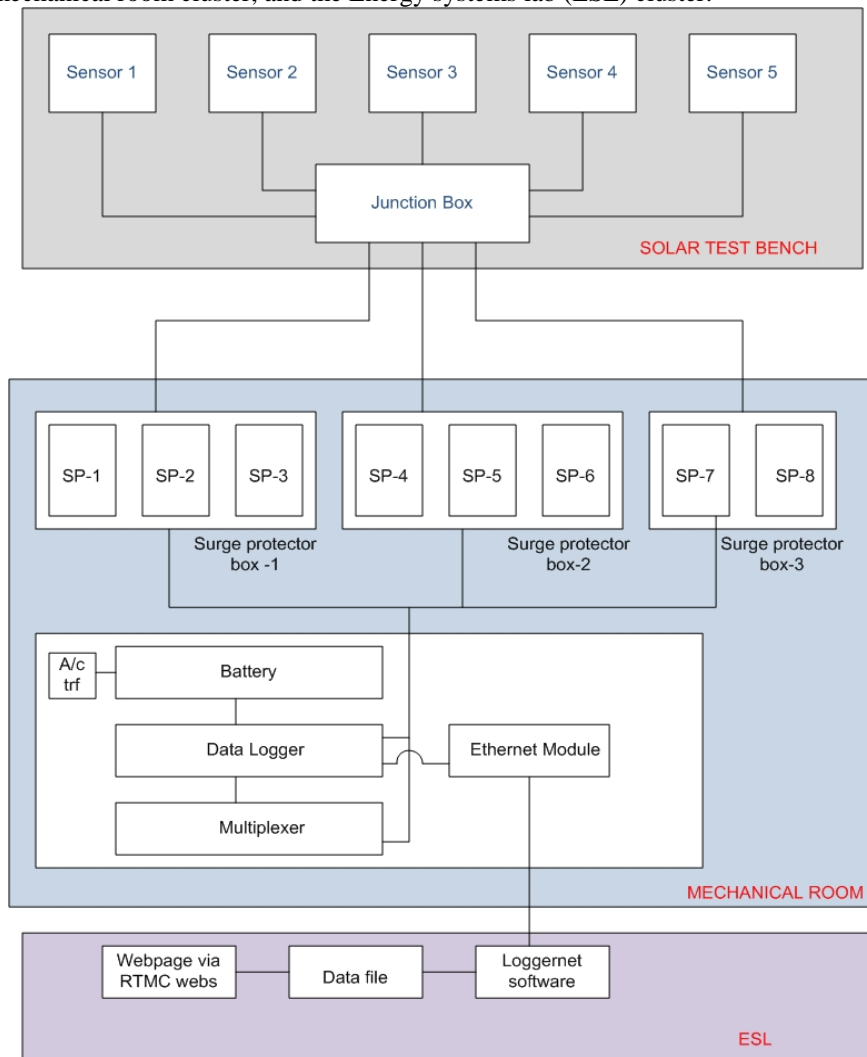 mechanical room cluster, and the Energy systems lab (ESL) cluster.
Sensor 1
Sensor 2
Sensor 3
Sensor 4
Sensor 5
Junction Box
SOLAR TEST BENCH
SP-1
SP-2
SP-3
SP-4
SP-5
SP-6
SP-7
SP-8
Surge protector
box -1
Surge protector
box-2
Surge protector
box-3
A/c
trf
Battery
Data Logger
Ethernet Module
Multiplexer
MECHANICAL ROOM
Webpage via
RTMC webs
Data file
Loggernet
software
ESL